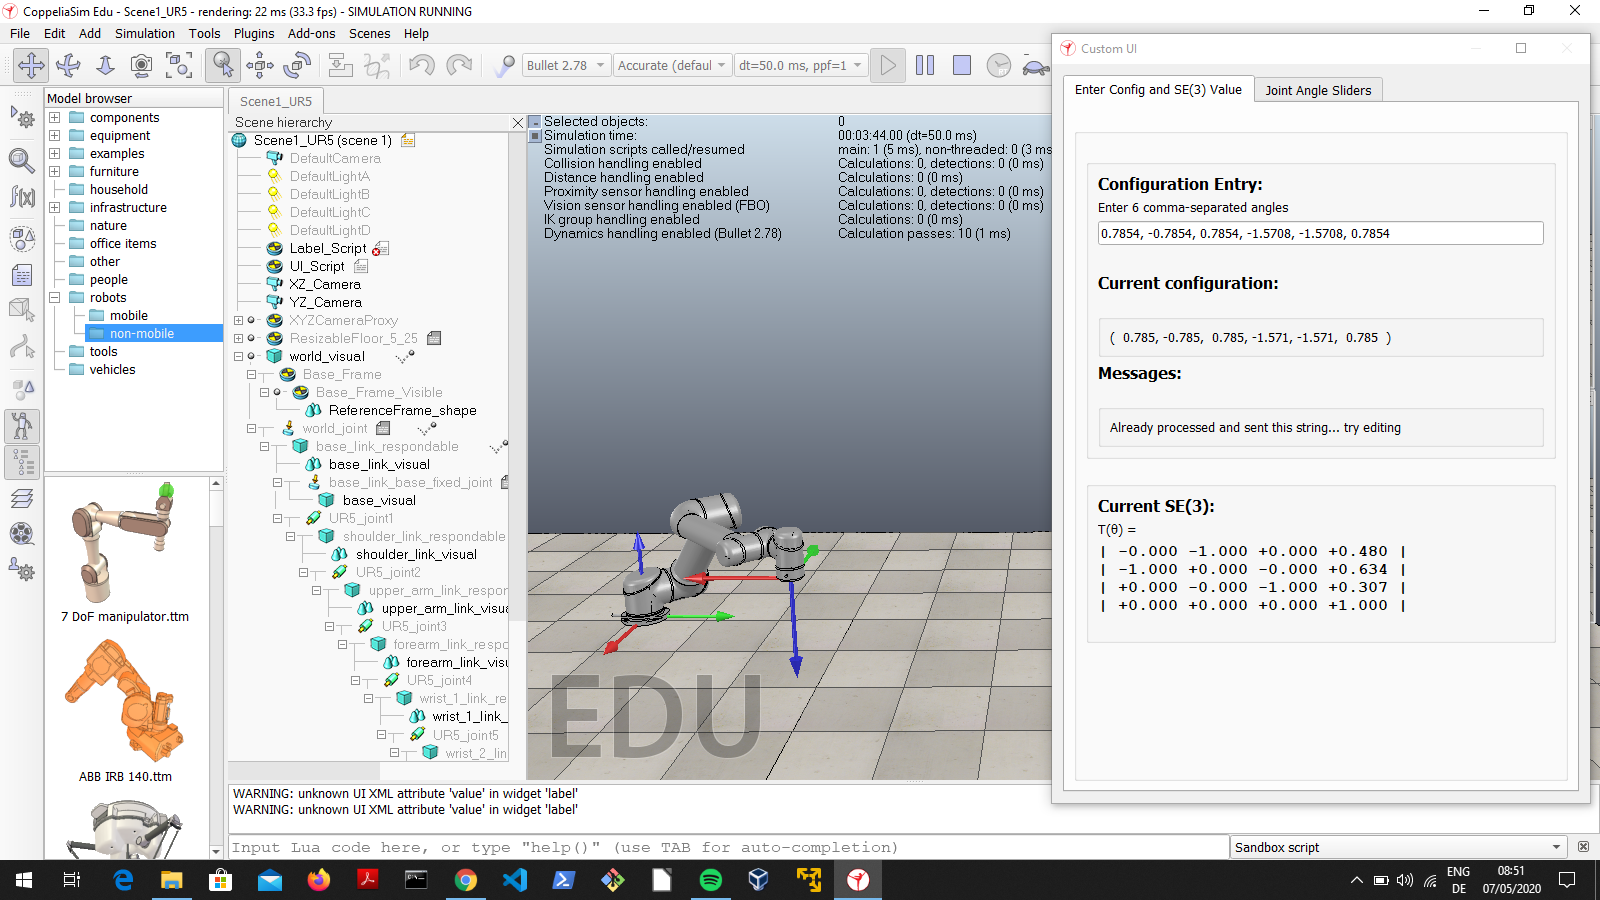 CoppeliaSim Edu - Scene1_UR5 - rendering: 22 ms (33.3 fps) - SIMULATION RUNNING
File Edit Add Simulation Tools Plugins Add-ons Scenes Help
Bullet 2.78 Accurate (defaul dt=50.0 ms, ppf=1
Model browser
components
equipment
examples
furniture
household
infrastructure
nature
office items
other
people
robots
mobile
non-mobile
tools
vehicles
7 DoF manipulator.ttm
ABB IRB 140.ttm
Scene1_UR5
Scene hierarchy
Scene1_UR5 (scene 1)
DefaultCamera
DefaultLightA
DefaultLightB
DefaultLightC
DefaultLightD
Label_Script
UI_Script
XZ_Camera
YZ_Camera
XYZCameraProxy
ResizableFloor_5_25
world_visual
Base_Frame
Base_Frame_Visible
ReferenceFrame_shape
world_joint
base_link_respondable
base_link_visual
base_link_base_fixed_joint
base_visual
UR5_joint1
shoulder_link_respondable
shoulder_link_visual
UR5_joint2
upper_arm_link_respor
upper_arm_link_visua
UR5_joint3
forearm_link_respo
forearm_link_visu
UR5_joint4
wrist_1_link_re
wrist_1_link_
UR5_joint5
wrist_2_lin
Selected objects: 0
Simulation time: 00:03:44.00 (dt=50.0 ms)
Simulation scripts called/resumed main: 1 (5 ms), non-threaded: 0 (3 ms
Collision handling enabled Calculations: 0, detections: 0 (0 ms)
Distance handling enabled Calculations: 0 (0 ms)
Proximity sensor handling enabled Calculations: 0, detections: 0 (0 ms)
Vision sensor handling enabled (FBO) Calculations: 0, detections: 0 (0 ms)
IK group handling enabled Calculations: 0 (0 ms)
Dynamics handling enabled (Bullet 2.78) Calculation passes: 10 (1 ms)
EDU
WARNING: unknown UI XML attribute 'value' in widget 'label'
WARNING: unknown UI XML attribute 'value' in widget 'label'
Input Lua code here, or type "help()" (use TAB for auto-completion)
Sandbox script
Custom UI
Enter Config and SE(3) Value Joint Angle Sliders
Configuration Entry:
Enter 6 comma-separated angles
0.7854, -0.7854, 0.7854, -1.5708, -1.5708, 0.7854
Current configuration:
( 0.785, -0.785, 0.785, -1.571, -1.571, 0.785 )
Messages:
Already processed and sent this string... try editing
Current SE(3):
T(θ) =
| -0.000 -1.000 +0.000 +0.480 |
| -1.000 +0.000 -0.000 +0.634 |
| +0.000 -0.000 -1.000 +0.307 |
| +0.000 +0.000 +0.000 +1.000 |
ENG
DE
08:51
07/05/2020